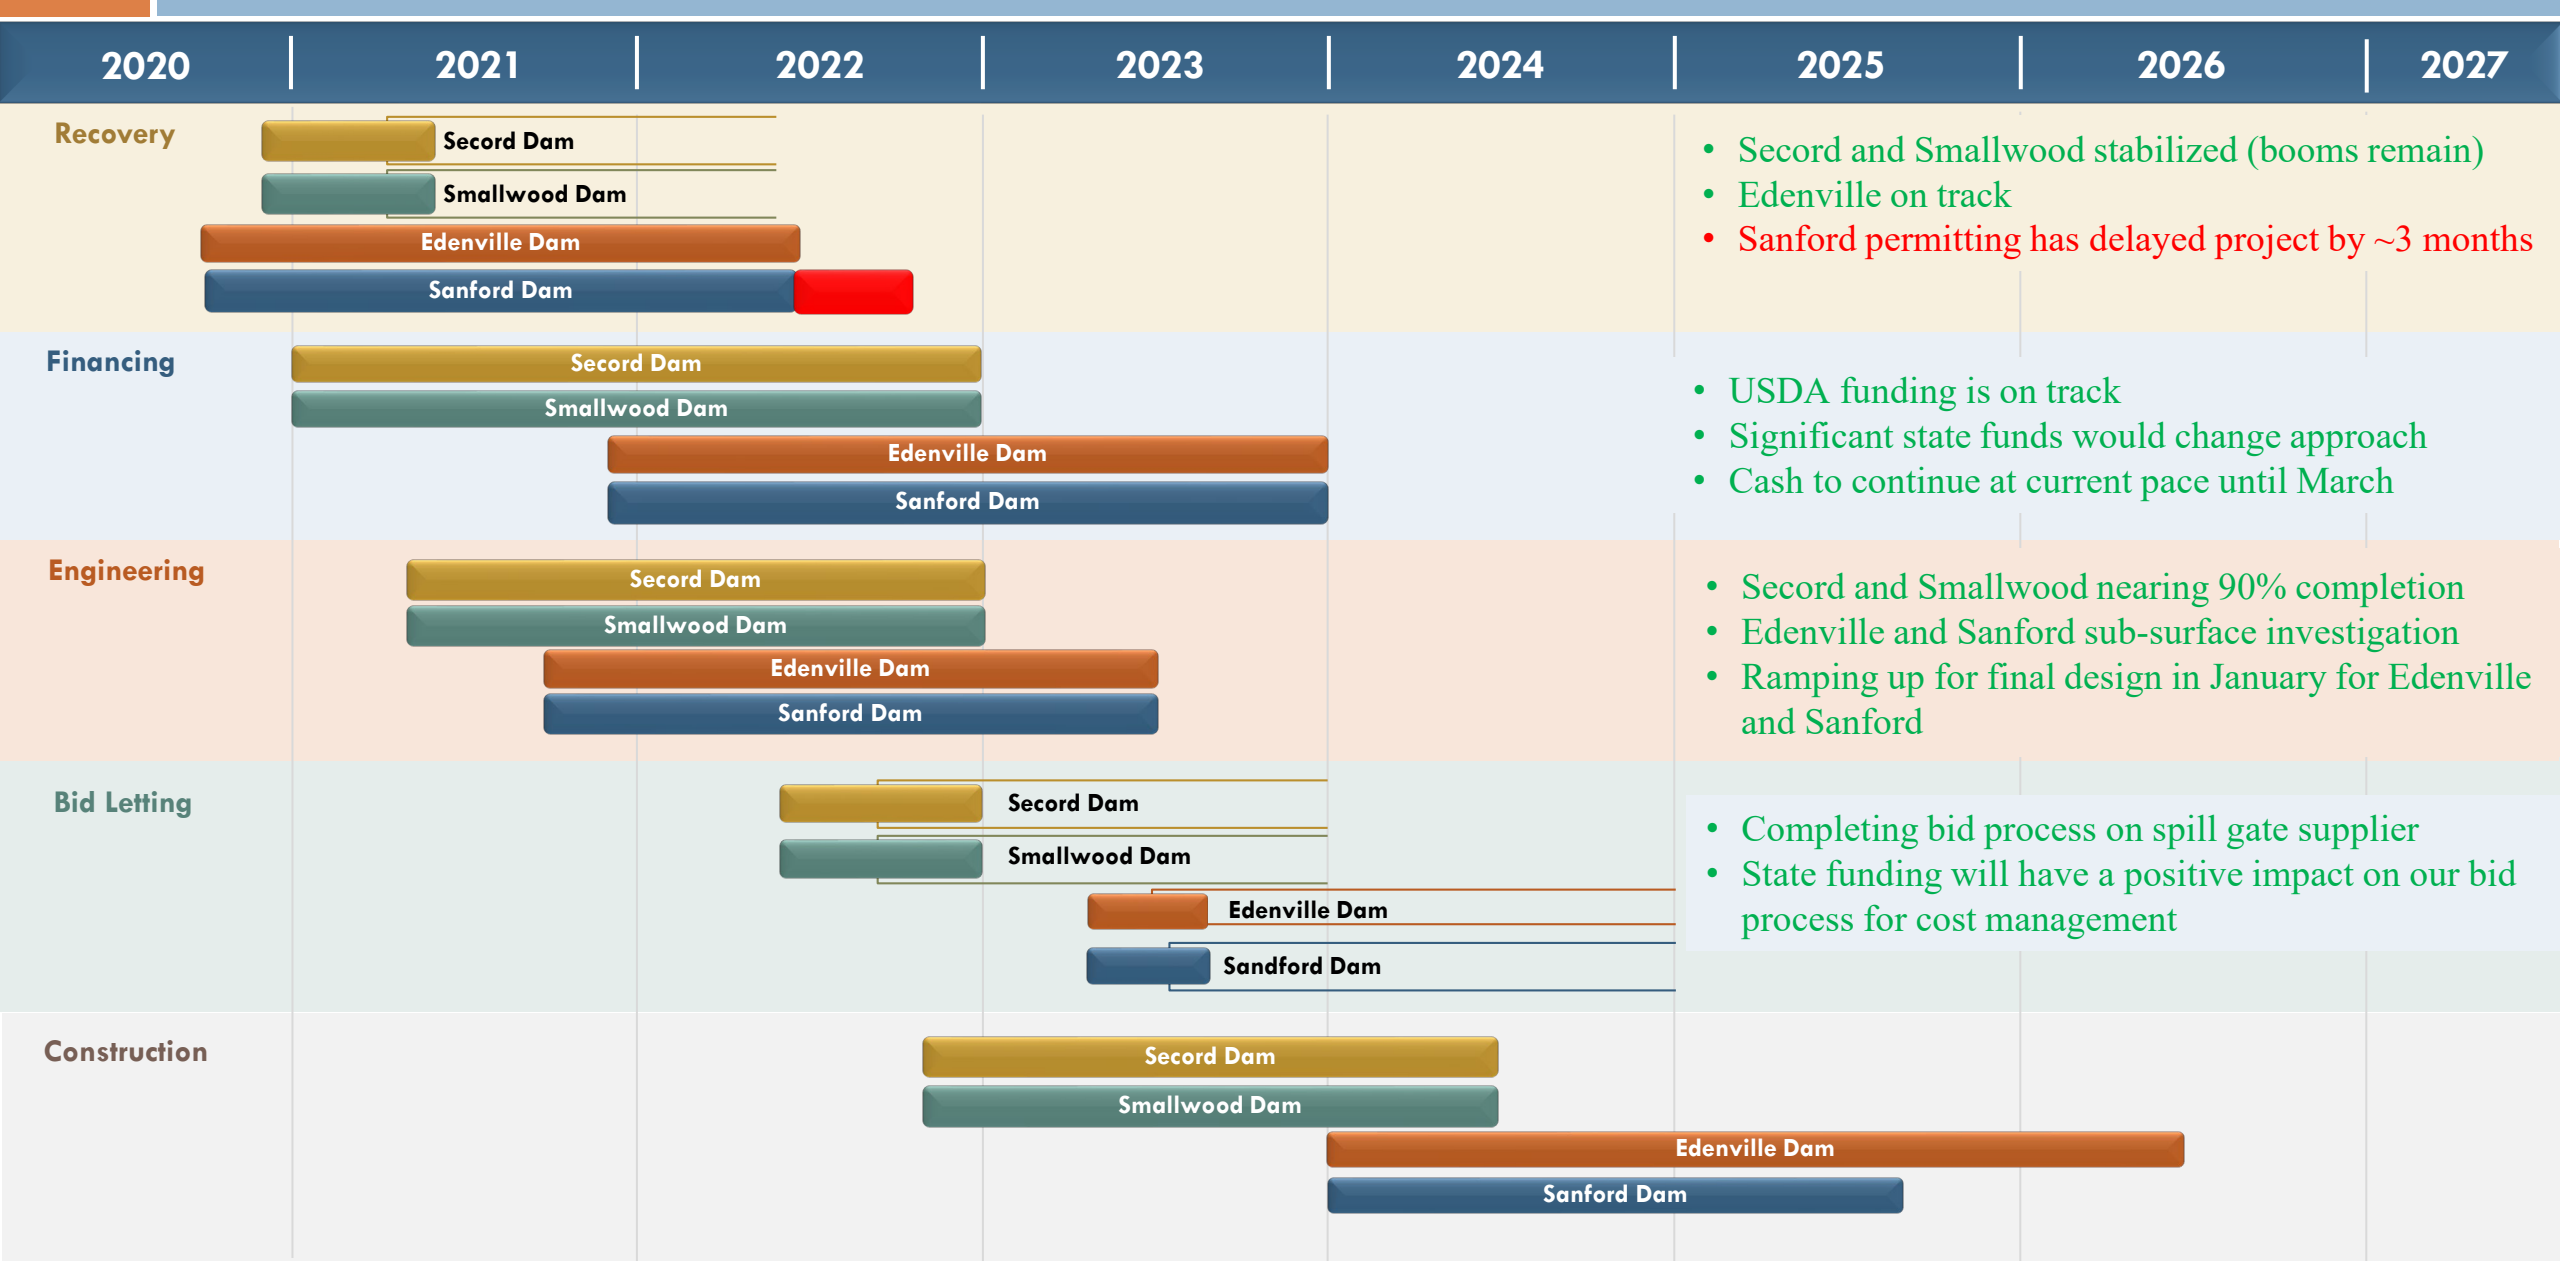 2020 2021 2022 2023 2024 2025 2026 2027
Recovery
Secord Dam
Smallwood Dam
Edenville Dam
Sanford Dam
• Secord and Smallwood stabilized (booms remain)
• Edenville on track
• Sanford permitting has delayed project by ~3 months
Financing
Secord Dam
Smallwood Dam
Edenville Dam
Sanford Dam
• USDA funding is on track
• Significant state funds would change approach
• Cash to continue at current pace until March
Engineering
Secord Dam
Smallwood Dam
Edenville Dam
Sanford Dam
• Secord and Smallwood nearing 90% completion
• Edenville and Sanford sub-surface investigation
• Ramping up for final design in January for Edenville
and Sanford
Bid Letting
Secord Dam
Smallwood Dam
Edenville Dam
Sandford Dam
• Completing bid process on spill gate supplier
• State funding will have a positive impact on our bid
process for cost management
Construction
Secord Dam
Smallwood Dam
Edenville Dam
Sanford Dam